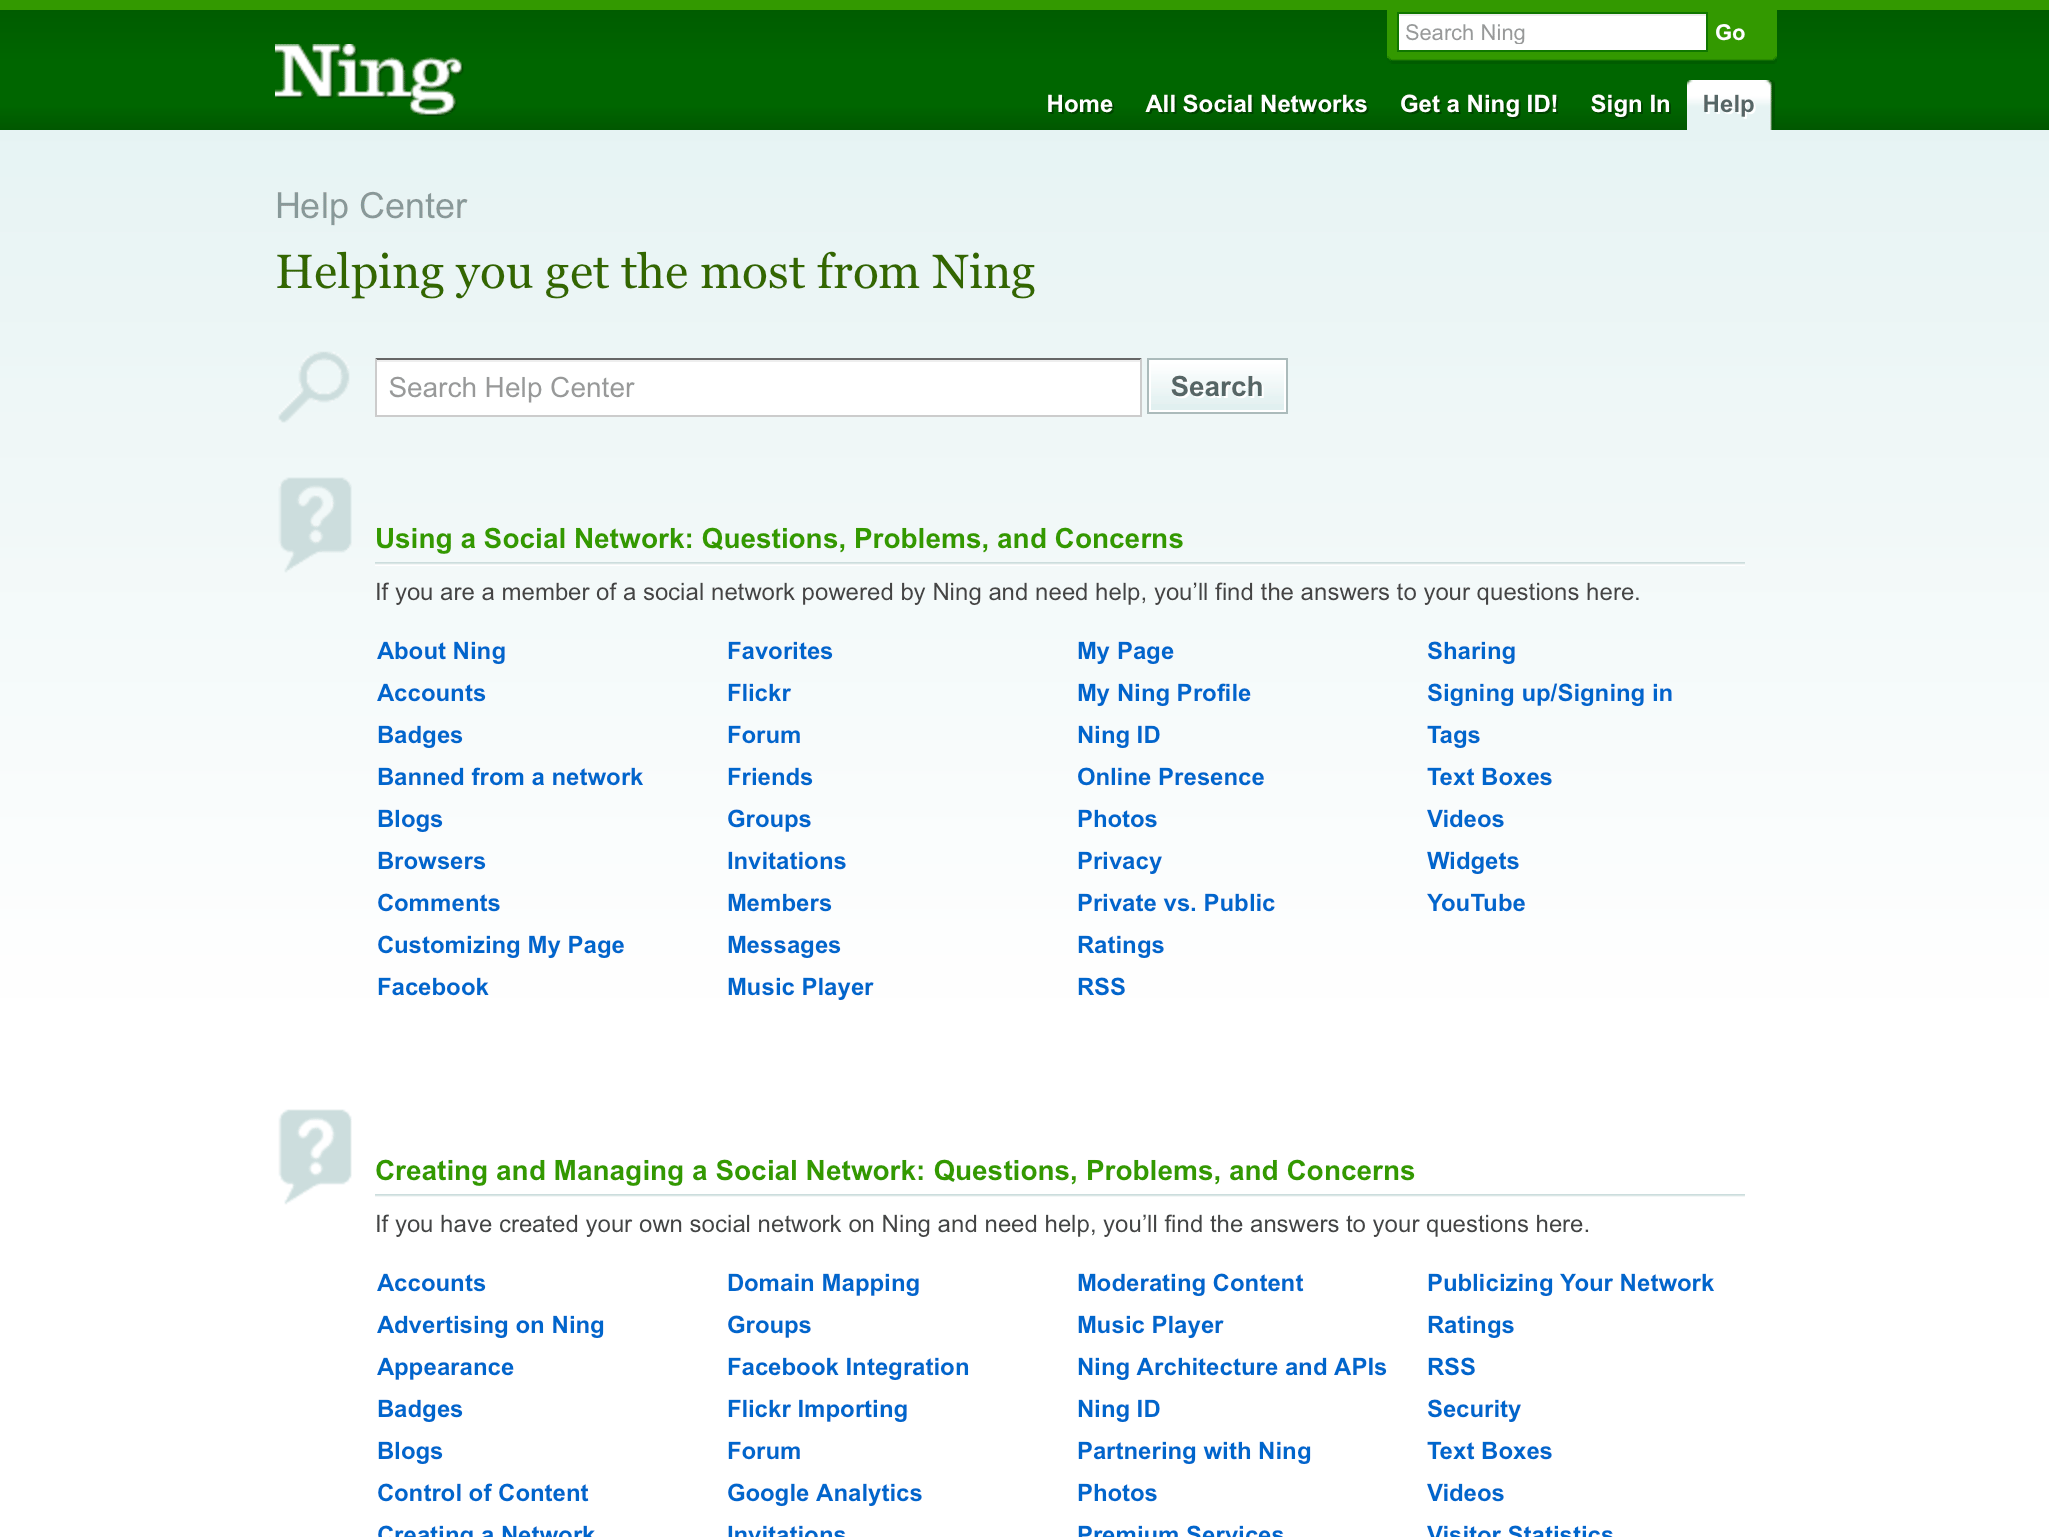 Search Ning
Go
Ning
Home
All Social Networks
Get a Ning ID!
Sign In
Help
Help Center
Helping you get the most from Ning
Search Help Center
Search
?
Using a Social Network: Questions, Problems, and Concerns
If you are a member of a social network powered by Ning and need help, you’ll find the answers to your questions here.
About Ning
Accounts
Badges
Banned from a network
Blogs
Browsers
Comments
Customizing My Page
Facebook
Favorites
Flickr
Forum
Friends
Groups
Invitations
Members
Messages
Music Player
My Page
My Ning Profile
Ning ID
Online Presence
Photos
Privacy
Private vs. Public
Ratings
RSS
Sharing
Signing up/Signing in
Tags
Text Boxes
Videos
Widgets
YouTube
?
Creating and Managing a Social Network: Questions, Problems, and Concerns
If you have created your own social network on Ning and need help, you’ll find the answers to your questions here.
Accounts
Advertising on Ning
Appearance
Badges
Blogs
Control of Content
Creating a Network
Domain Mapping
Groups
Facebook Integration
Flickr Importing
Forum
Google Analytics
Invitations
Moderating Content
Music Player
Ning Architecture and APIs
Ning ID
Partnering with Ning
Photos
Premium Services
Publicizing Your Network
Ratings
RSS
Security
Text Boxes
Videos
Visitor Statistics